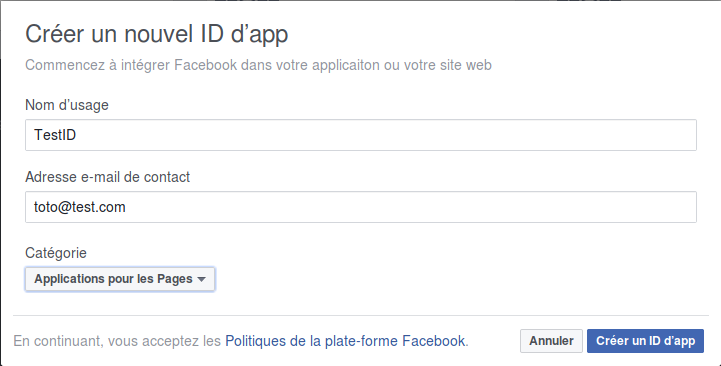 Créer un nouvel ID d'app
Commencez à intégrer Facebook dans votre applicaiton ou votre site web
Nom d'usage
TestID
Adresse e-mail de contact
toto@test.com
Catégorie
Applications pour les Pages
En continuant, vous acceptez les Politiques de la plate-forme Facebook. Annuler Créer un ID d'app